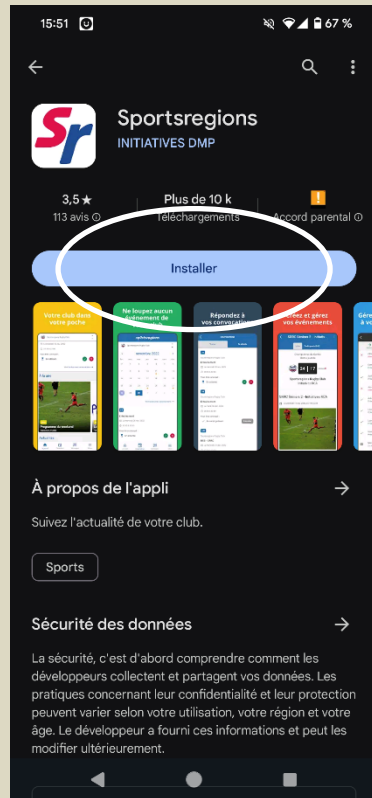 15:51
67 %
Sr
Sportsregions
INITIATIVES DMP
3,5★
113 avis
Plus de 10 k
Téléchargements
Accord parental
Installer
Votre club dans
votre poche
Ne loupez aucun
événement de
Répondez à
vos convocations
Créez et gérez
vos événements
À propos de l'appli
Suivez l'actualité de votre club.
Sports
Sécurité des données
La sécurité, c'est d'abord comprendre comment les
développeurs collectent et partagent vos données. Les
pratiques concernant leur confidentialité et leur protection
peuvent varier selon votre utilisation, votre région et votre
âge. Le développeur a fourni ces informations et peut les
modifier ultérieurement.